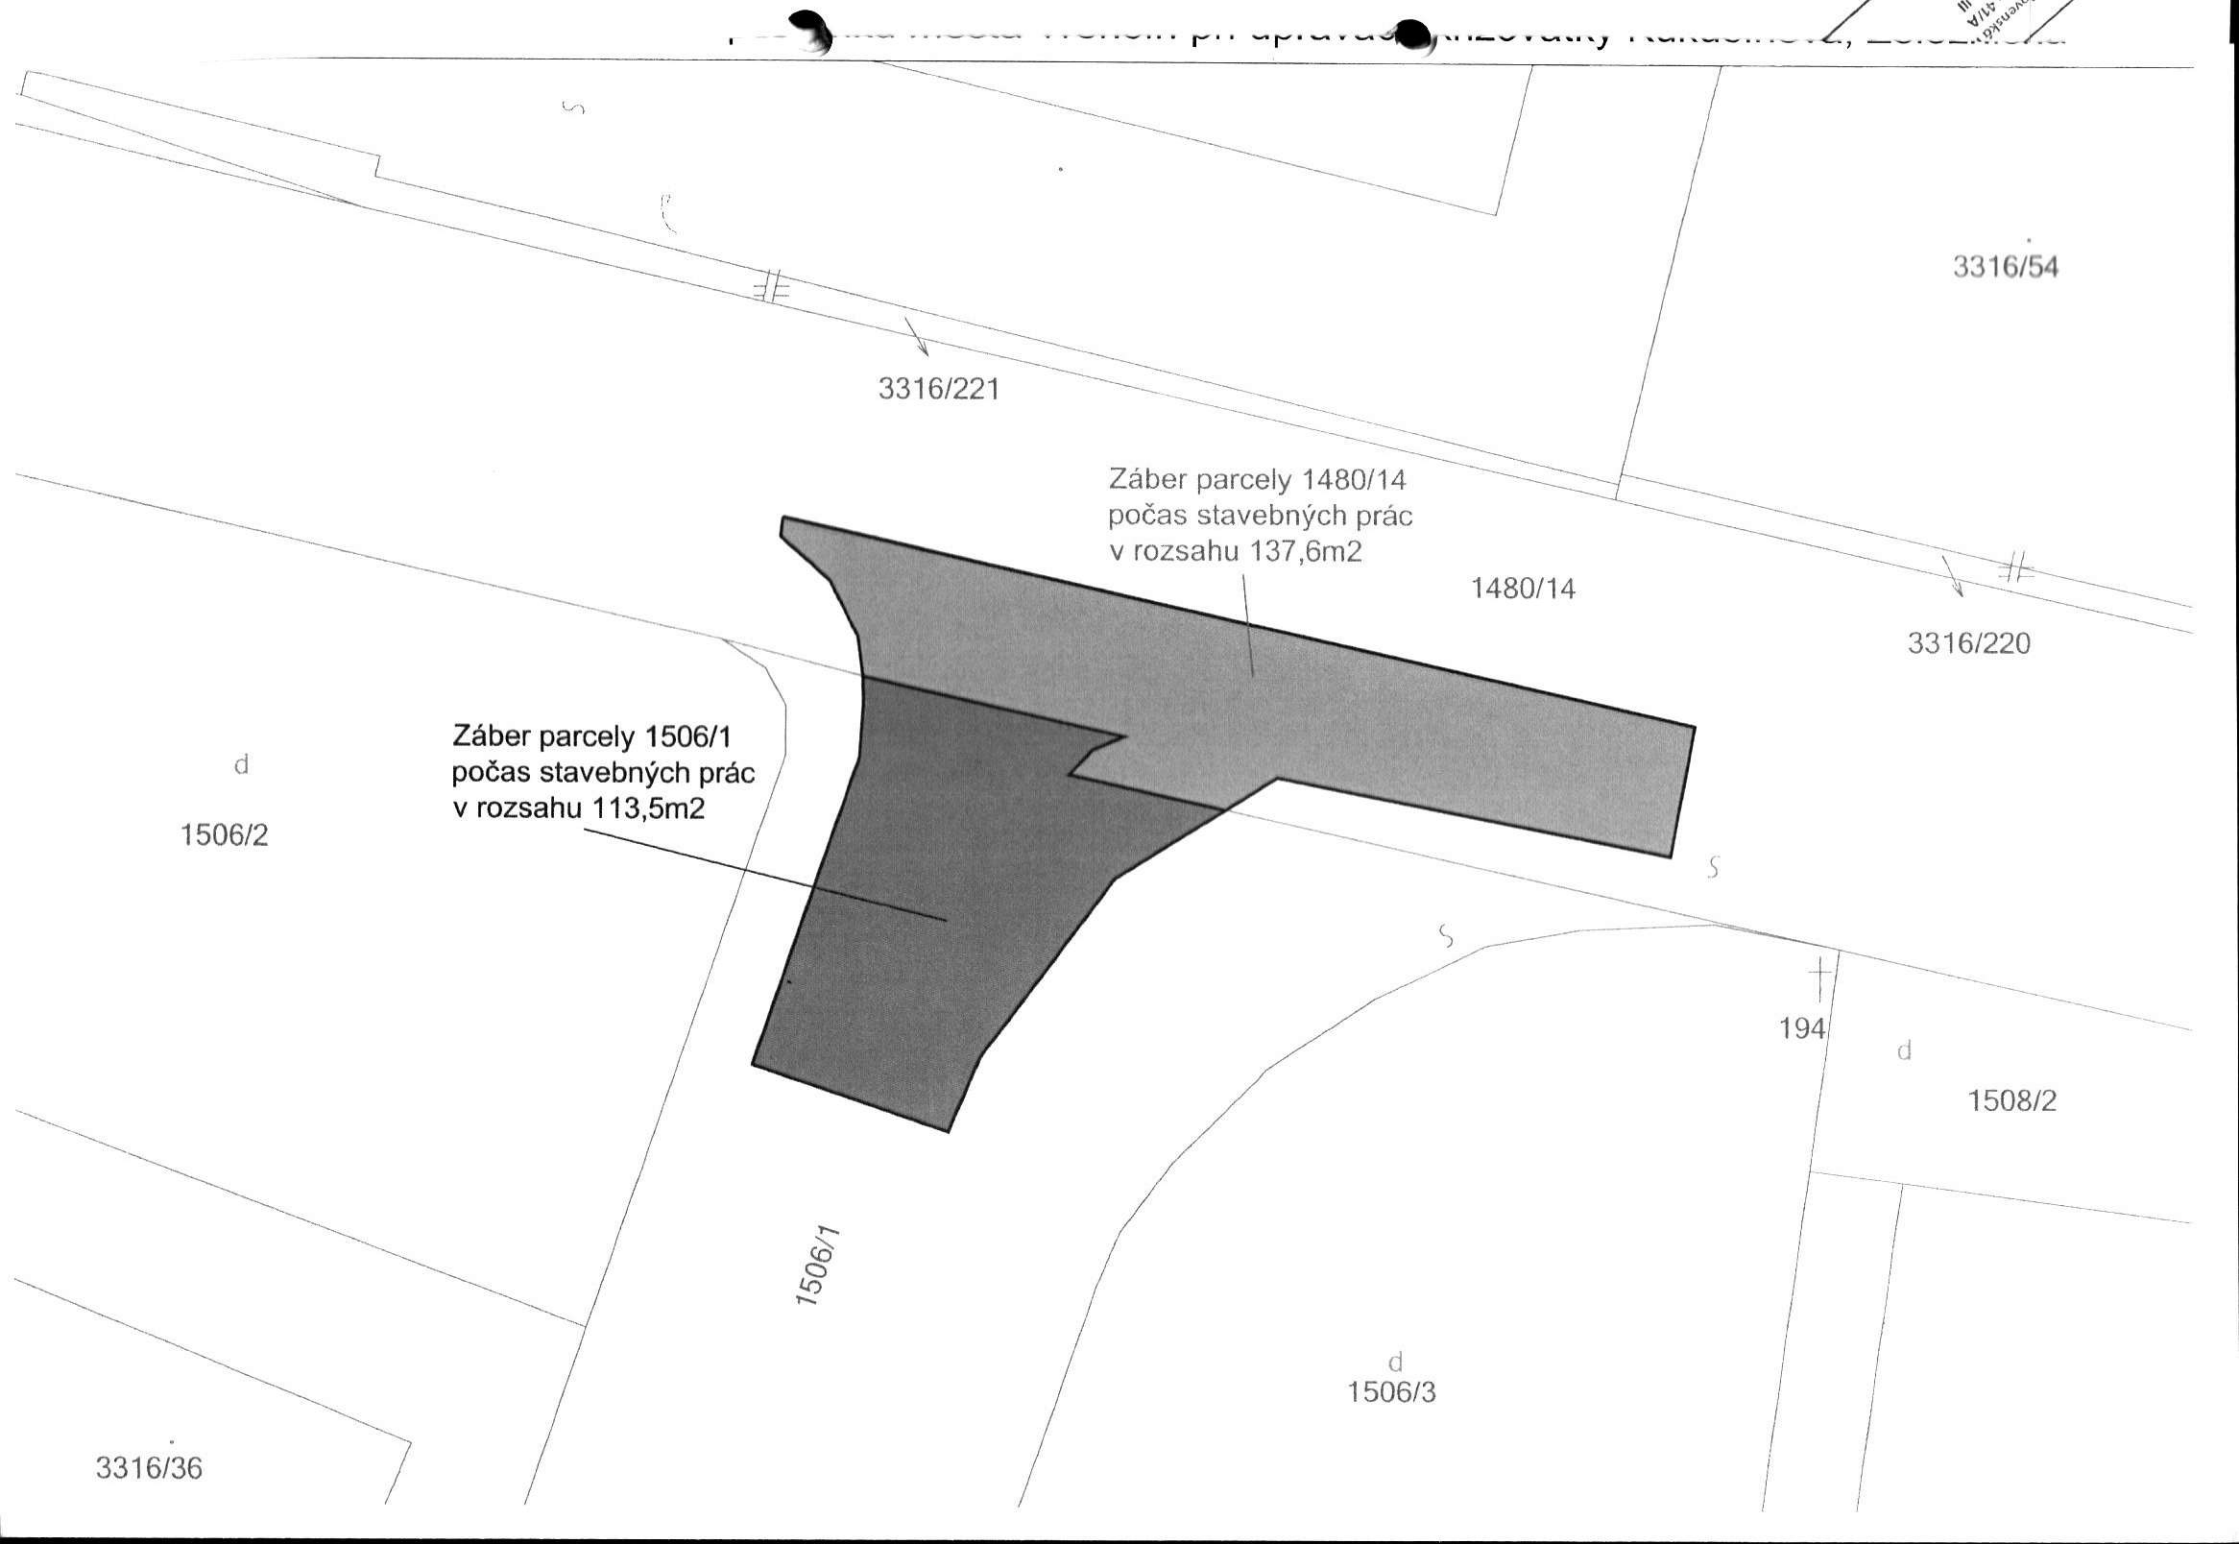 41/A
III
3316/54
3316/221
Záber parcely 1480/14
počas stavebných prác
v rozsahu 137,6m2
1480/14
3316/220
Záber parcely 1506/1
počas stavebných prác
v rozsahu 113,5m2
d
1506/2
194
d
1508/2
1506/1
d
1506/3
3316/36